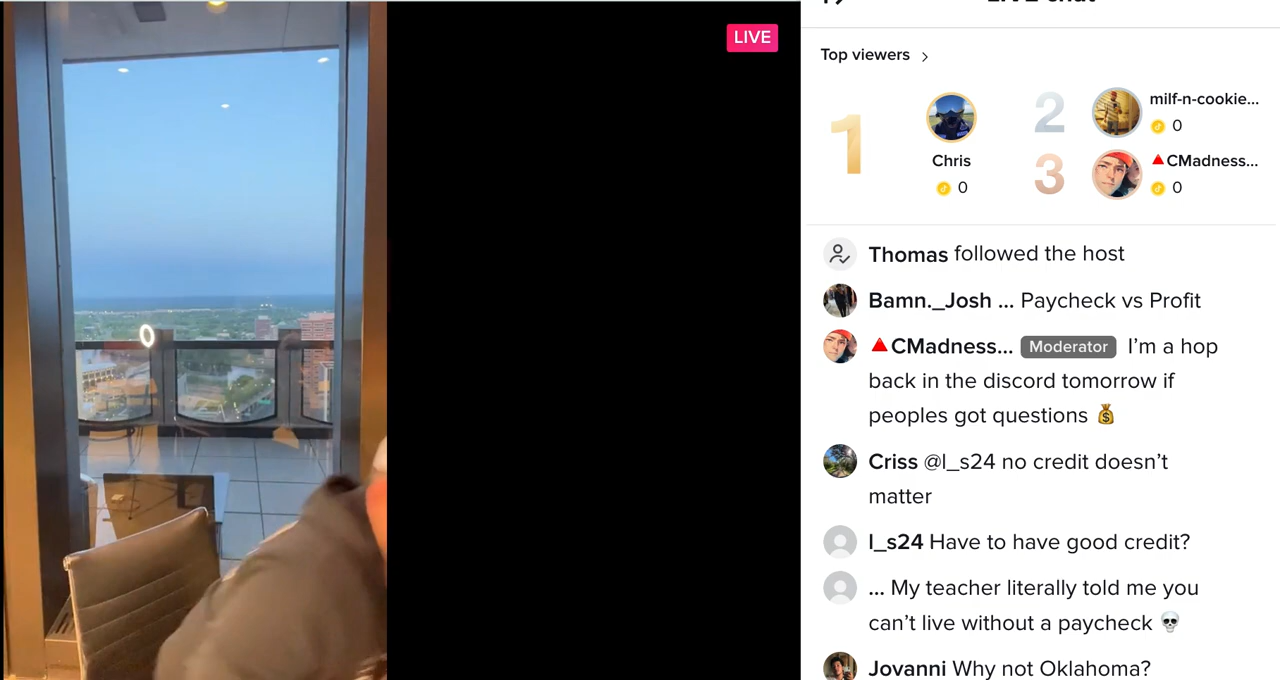 LIVE
Top viewers
1
Chris
0
2
milf-n-cookie...
0
3
CMadness...
0
Thomas followed the host
Bamn._Josh ... Paycheck vs Profit
🔺CMadness... Moderator I'm a hop
back in the discord tomorrow if
peoples got questions 💰
Criss @l_s24 no credit doesn't
matter
l_s24 Have to have good credit?
... My teacher literally told me you
can't live without a paycheck 💀
Jovanni Why not Oklahoma?